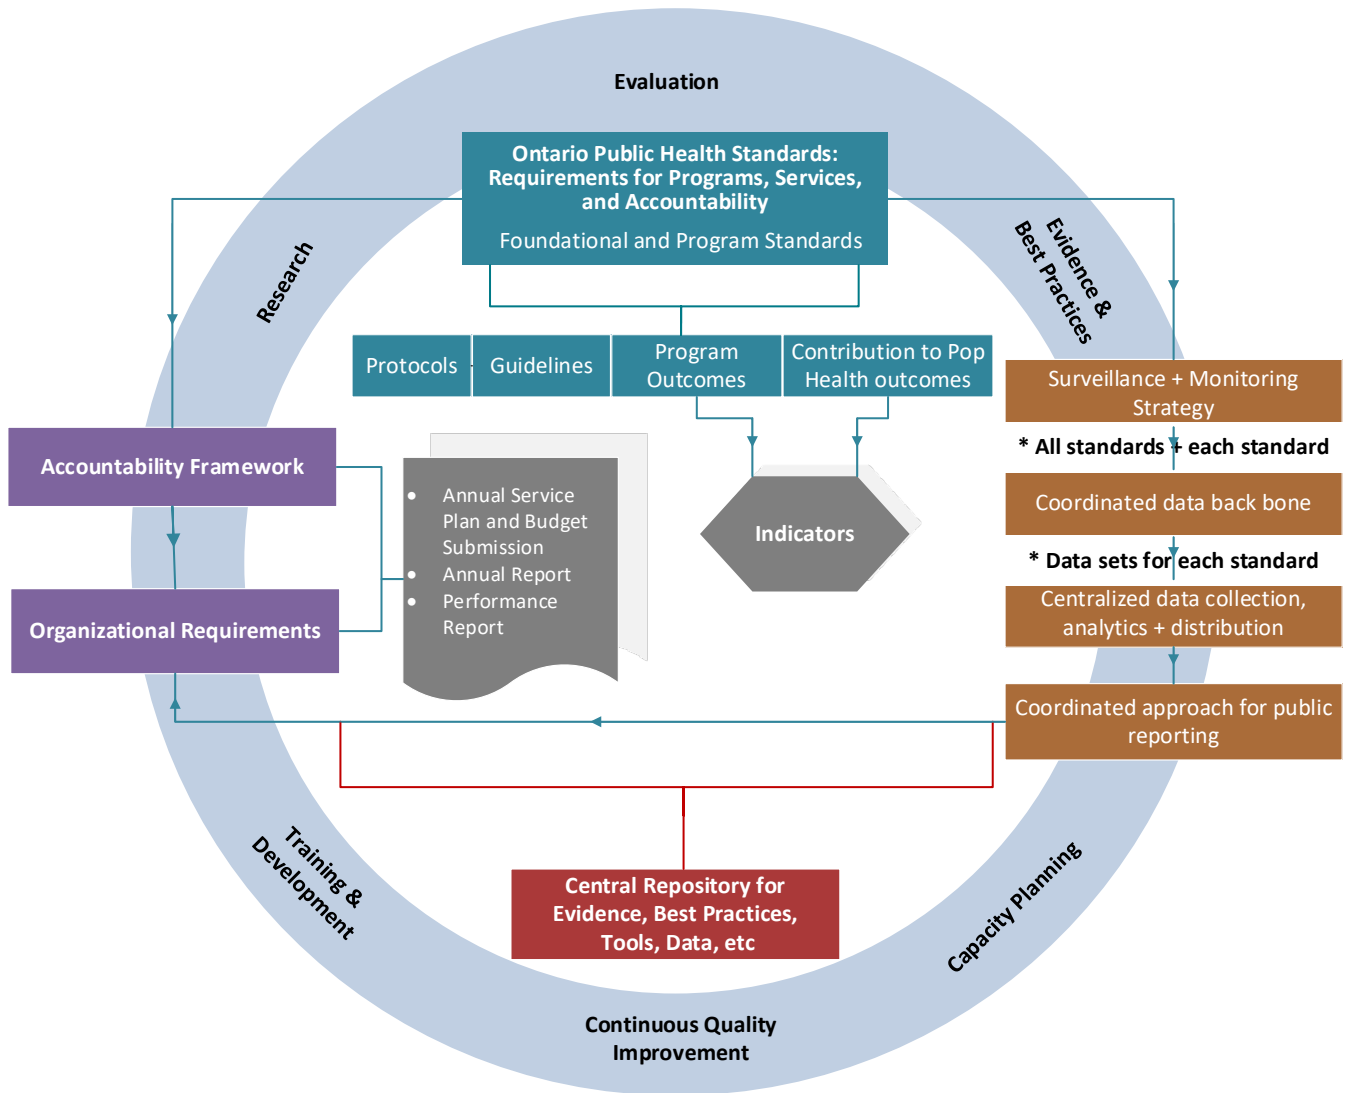 Evaluation
Ontario Public Health Standards:
Requirements for Programs, Services,
and Accountability
Foundational and Program Standards
Research
Evidence &
Best Practices
Protocols
Guidelines
Program
Outcomes
Contribution to Pop
Health outcomes
Surveillance + Monitoring
Strategy
* All standards + each standard
Accountability Framework
• Annual Service
Plan and Budget
Submission
• Annual Report
• Performance
Report
Indicators
Coordinated data back bone
* Data sets for each standard
Organizational Requirements
Centralized data collection,
analytics + distribution
Coordinated approach for public
reporting
Training &
Development
Central Repository for
Evidence, Best Practices,
Tools, Data, etc
Capacity Planning
Continuous Quality
Improvement